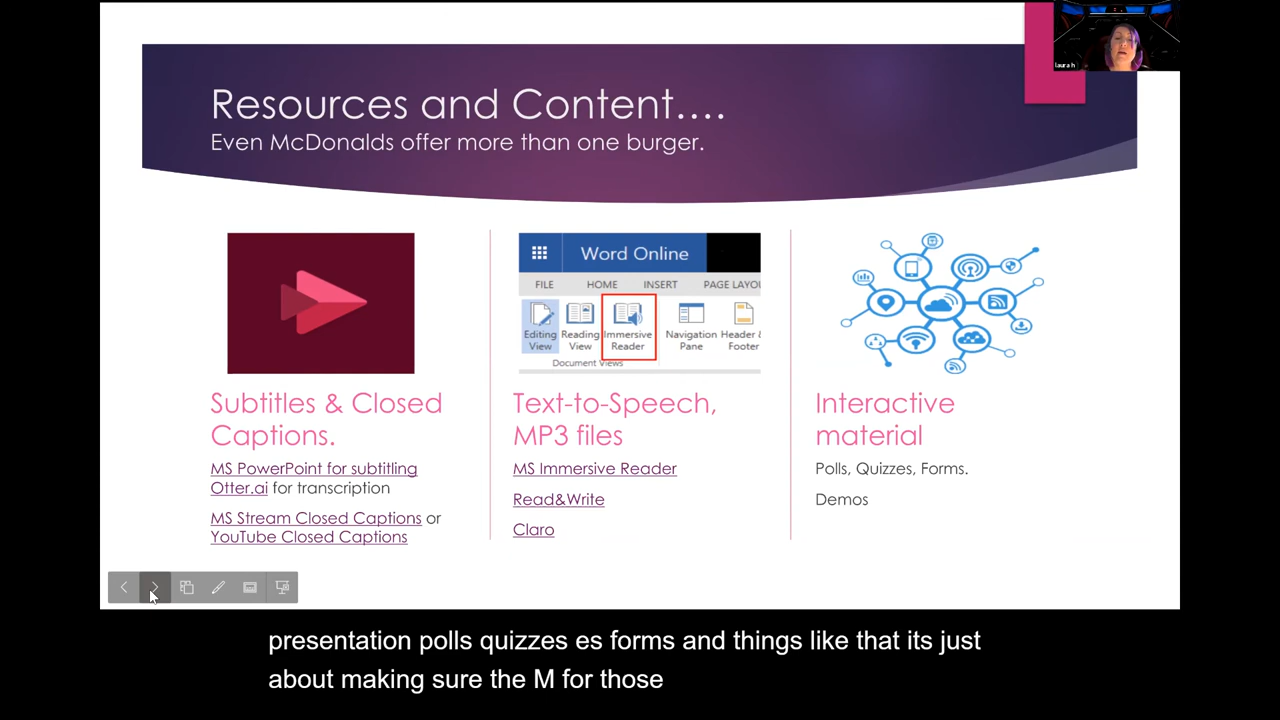 laura h
Resources and Content....
Even McDonalds offer more than one burger.
Word Online
FILE HOME INSERT PAGE LAYOU
Editing View
Reading View
Immersive Reader
Navigation Pane
Header & Footer
Document Views
Subtitles & Closed
Captions.
MS PowerPoint for subtitling
Otter.ai for transcription
MS Stream Closed Captions or
YouTube Closed Captions
Text-to-Speech,
MP3 files
MS Immersive Reader
Read&Write
Claro
Interactive
material
Polls, Quizzes, Forms.
Demos
presentation polls quizzes es forms and things like that its just
about making sure the M for those